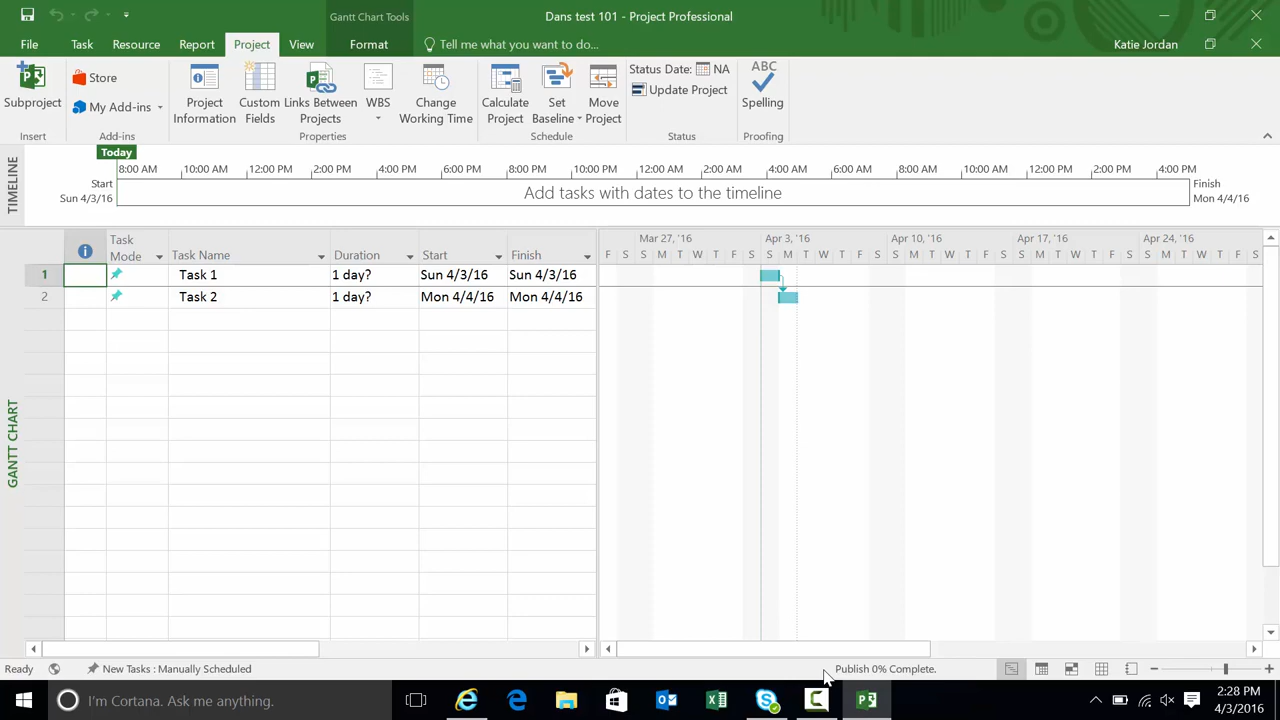 Gantt Chart Tools
Dans test 101 - Project Professional
File
Task
Resource
Report
Project
View
Format
Tell me what you want to do...
Katie Jordan
Subproject
Insert
Store
My Add-ins
Add-ins
Project Information
Custom Fields
Links Between Projects
WBS
Change Working Time
Properties
Calculate Project
Set Baseline
Move Project
Schedule
Status Date: NA
Update Project
Status
ABC
Spelling
Proofing
TIMELINE
Today
8:00 AM 10:00 AM 12:00 PM 2:00 PM 4:00 PM 6:00 PM 8:00 PM 10:00 PM 12:00 AM 2:00 AM 4:00 AM 6:00 AM 8:00 AM 10:00 AM 12:00 PM 2:00 PM 4:00 PM
Start
Sun 4/3/16
Add tasks with dates to the timeline
Finish
Mon 4/4/16
GANTT CHART
Task Mode Task Name Duration Start Finish
Mar 27, '16 Apr 3, '16 Apr 10, '16 Apr 17, '16 Apr 24, '16
F S S M T W T F S S M T W T F S S M T W T F S S M T W T F S S M T W T F S
1 Task 1 1 day? Sun 4/3/16 Sun 4/3/16
2 Task 2 1 day? Mon 4/4/16 Mon 4/4/16
Ready
New Tasks : Manually Scheduled
Publish 0% Complete.
I'm Cortana. Ask me anything.
2:28 PM
4/3/2016